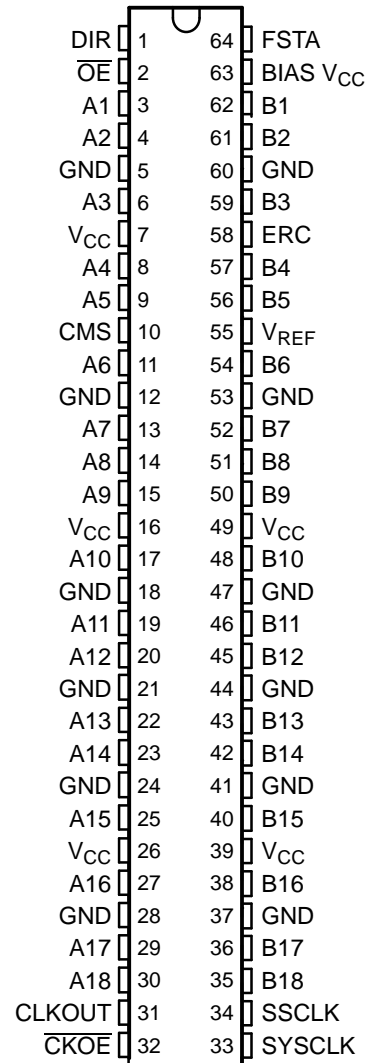 DIR 1 64 FSTA
O̅E̅ 2 63 BIAS VCC
A1 3 62 B1
A2 4 61 B2
GND 5 60 GND
A3 6 59 B3
VCC 7 58 ERC
A4 8 57 B4
A5 9 56 B5
CMS 10 55 VREF
A6 11 54 B6
GND 12 53 GND
A7 13 52 B7
A8 14 51 B8
A9 15 50 B9
VCC 16 49 VCC
A10 17 48 B10
GND 18 47 GND
A11 19 46 B11
A12 20 45 B12
GND 21 44 GND
A13 22 43 B13
A14 23 42 B14
GND 24 41 GND
A15 25 40 B15
VCC 26 39 VCC
A16 27 38 B16
GND 28 37 GND
A17 29 36 B17
A18 30 35 B18
CLKOUT 31 34 SSCLK
C̅K̅O̅E̅ 32 33 SYSCLK